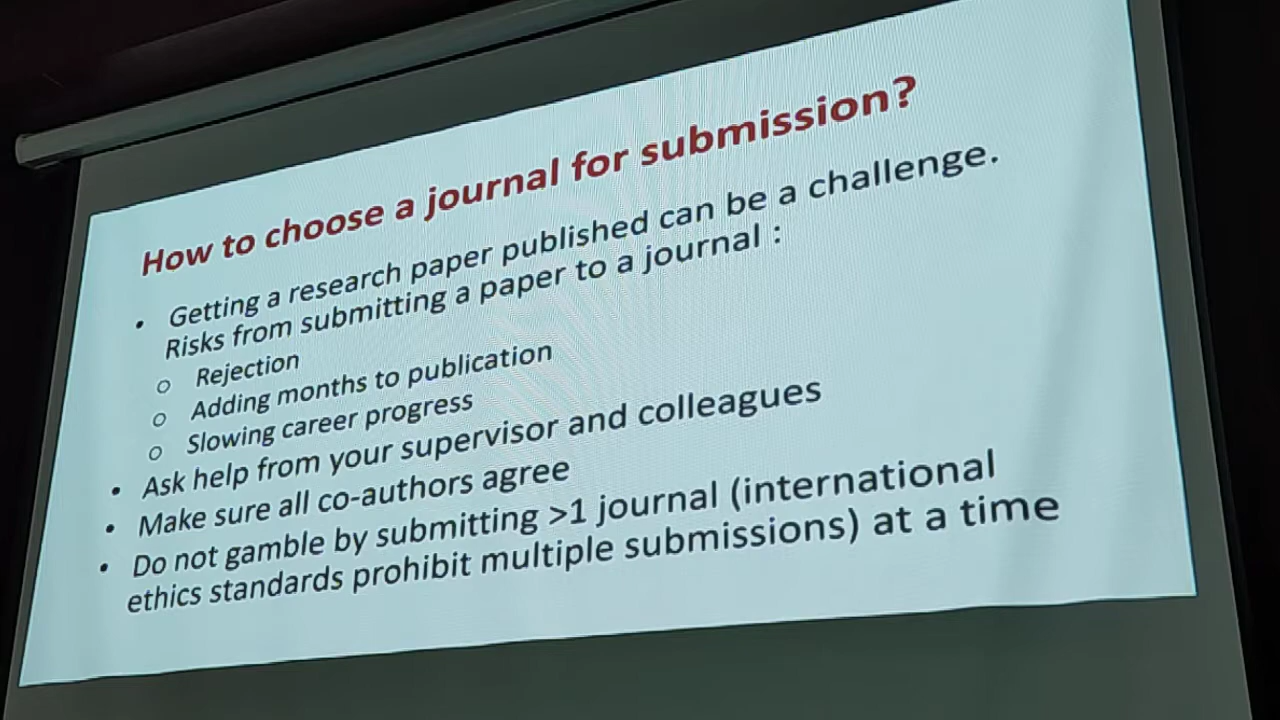 How to choose a journal for submission?
• Getting a research paper published can be a challenge.
Risks from submitting a paper to a journal :
o Rejection
o Adding months to publication
o Slowing career progress
• Ask help from your supervisor and colleagues
• Make sure all co-authors agree
• Do not gamble by submitting >1 journal (international
ethics standards prohibit multiple submissions) at a time